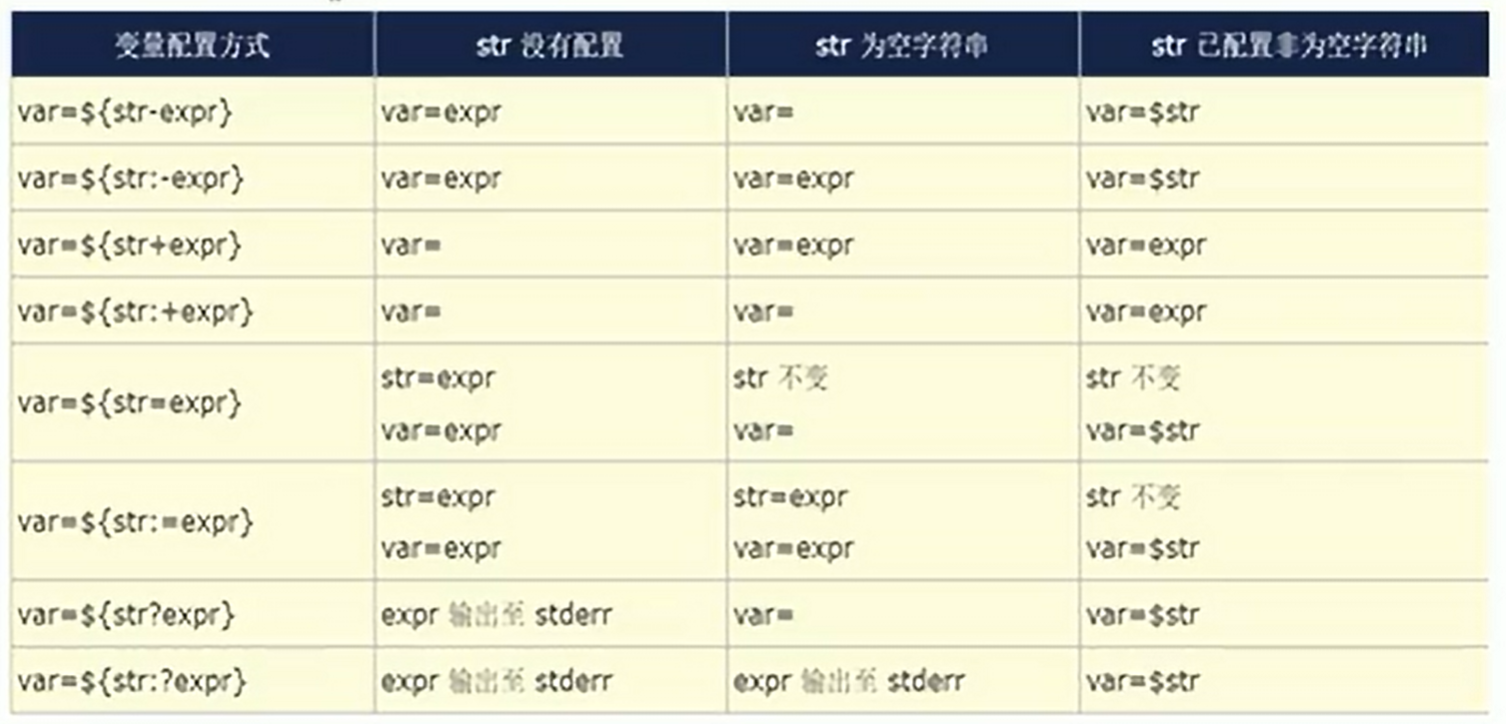 变量配置方式 str 没有配置 str 为空字符串 str 已配置非为空字符串
var=${str-expr} var=expr var= var=$str
var=${str:-expr} var=expr var=expr var=$str
var=${str+expr} var= var=expr var=expr
var=${str:+expr} var= var= var=expr
var=${str=expr} str=expr str 不变 str 不变
var=expr var= var=$str
var=${str:=expr} str=expr str=expr str 不变
var=expr var=expr var=$str
var=${str?expr} expr 输出至 stderr var= var=$str
var=${str:?expr} expr 输出至 stderr expr 输出至 stderr var=$str